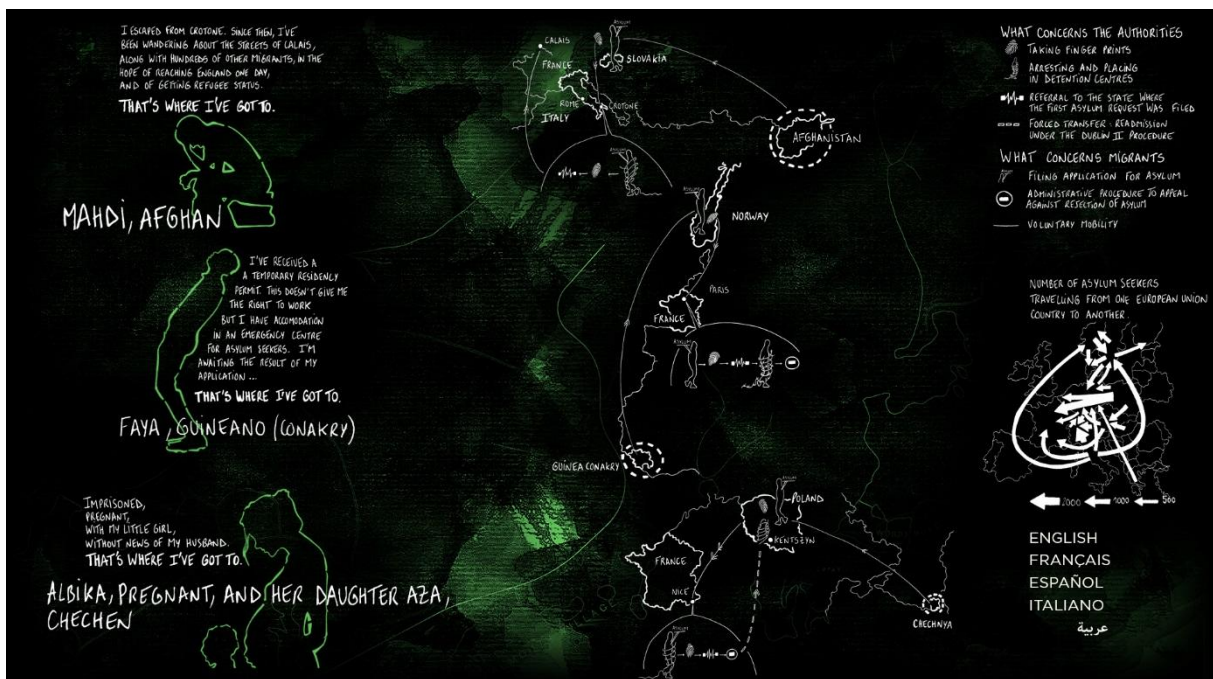 I ESCAPED FROM CROTONE. SINCE THEN, I'VE
BEEN WANDERING ABOUT THE STREETS OF CALAIS,
ALONG WITH HUNDREDS OF OTHER MIGRANTS, IN THE
HOPE OF REACHING ENGLAND ONE DAY,
AND OF GETTING REFUGEE STATUS.
THAT'S WHERE I'VE GOT TO.
MAHDI, AFGHAN
I'VE RECEIVED A
A TEMPORARY RESIDENCY
PERMIT. THIS DOESN'T GIVE ME
THE RIGHT TO WORK
BUT I HAVE ACCOMODATION
IN AN EMERGENCY CENTRE
FOR ASYLUM SEEKERS. I'M
AWAITING THE RESULT OF MY
APPLICATION ...
THAT'S WHERE I'VE GOT TO.
FAYA, GUINEANO (CONAKRY)
IMPRISONED,
PREGNANT,
WITH MY LITTLE GIRL,
WITHOUT NEWS OF MY HUSBAND.
THAT'S WHERE I'VE GOT TO.
ALBIKA, PREGNANT, AND HER DAUGHTER AZA,
CHECHEN
CALAIS
FRANCE
ASYLUM
SLOVAKIA
ROME
ITALY
CROTONE
AFGHANISTAN
ASYLUM
ASYLUM
NORWAY
PARIS
FRANCE
ASYLUM
GUINEA CONAKRY
ASYLUM
POLAND
KENTSZYN
FRANCE
NICE
CHECHNYA
ASYLUM
WHAT CONCERNS THE AUTHORITIES
TAKING FINGER PRINTS
ARRESTING AND PLACING
IN DETENTION CENTRES
REFERRAL TO THE STATE WHERE
THE FIRST ASYLUM REQUEST WAS FILED
FORCED TRANSFER: READMISSION
UNDER THE DUBLIN II PROCEDURE
WHAT CONCERNS MIGRANTS
FILING APPLICATION FOR ASYLUM
ADMINISTRATIVE PROCEDURE TO APPEAL
AGAINST REJECTION OF ASYLUM
VOLUNTARY MOBILITY
NUMBER OF ASYLUM SEEKERS
TRAVELLING FROM ONE EUROPEAN UNION
COUNTRY TO ANOTHER.
2000 1000 500
ENGLISH
FRANÇAIS
ESPAÑOL
ITALIANO
عربية